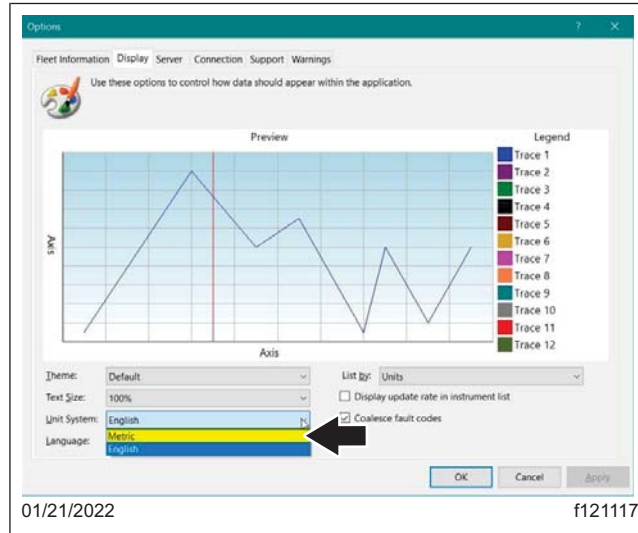 Options
Fleet Information Display Server Connection Support Warnings
Use these options to control how data should appear within the application.
Preview
Legend
Trace 1
Trace 2
Trace 3
Trace 4
Trace 5
Trace 6
Trace 7
Trace 8
Trace 9
Trace 10
Trace 11
Trace 12
Axis
Axis
Theme: Default
List by: Units
Text Size: 100%
Display update rate in instrument list
Unit System: English
Coalesce fault codes
Metric
Language:
English
OK Cancel Apply
01/21/2022 f121117